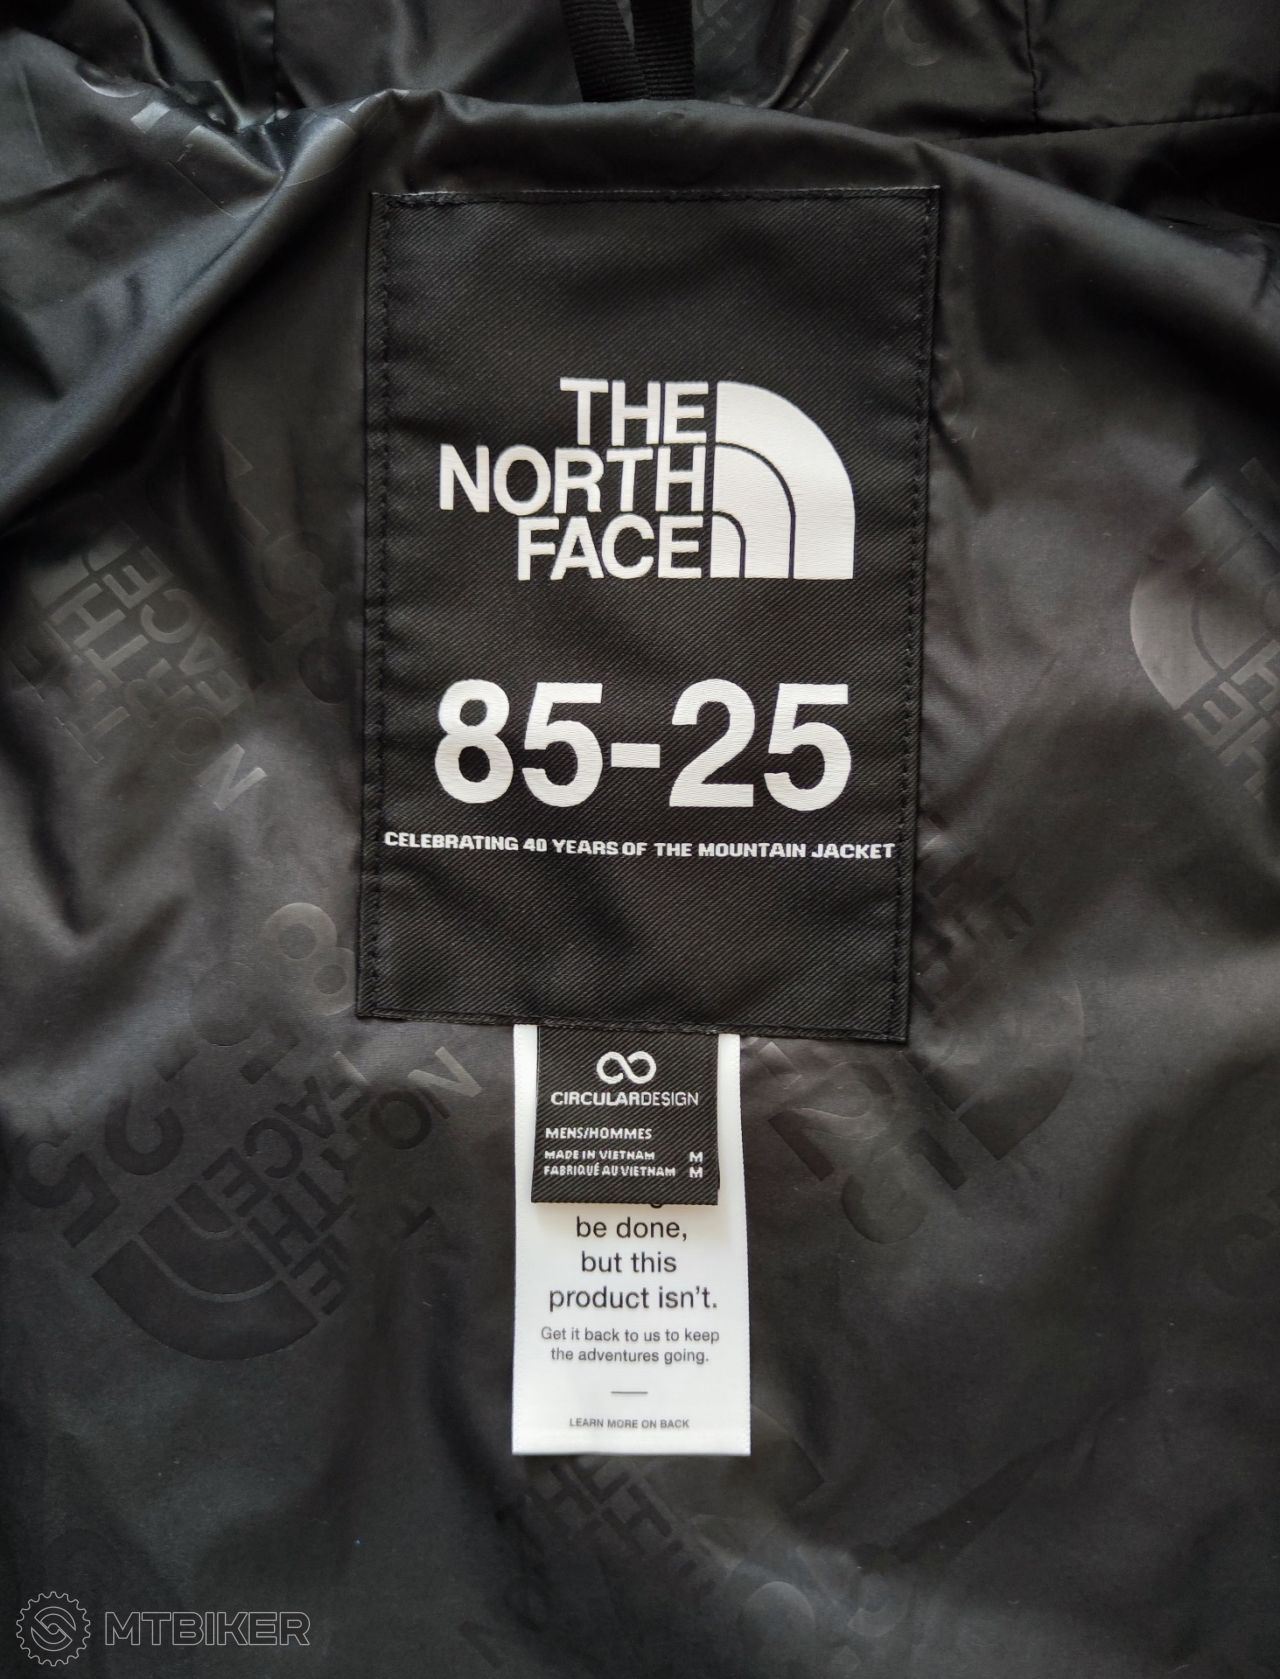 THE
NORTH
FACE
85-25
CELEBRATING 40 YEARS OF THE MOUNTAIN JACKET
CIRCULARDESIGN
MENS/HOMMES
MADE IN VIETNAM M
FABRIQUÉ AU VIETNAM M
be done,
but this
product isn't.
Get it back to us to keep
the adventures going.
LEARN MORE ON BACK
MTBIKER